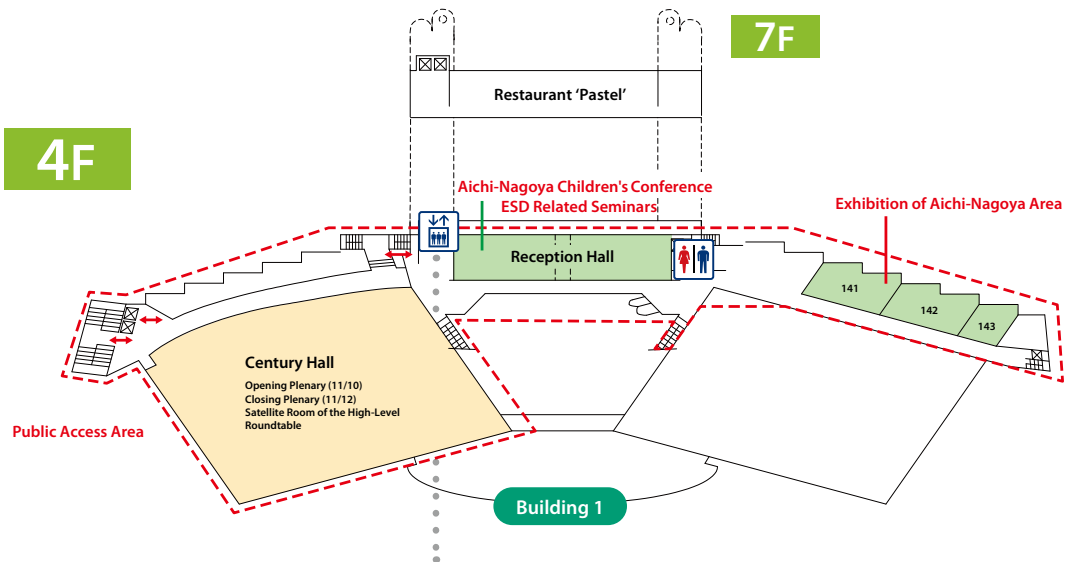 7F
Restaurant ‘Pastel’
4F
Aichi-Nagoya Children's Conference
ESD Related Seminars
Exhibition of Aichi-Nagoya Area
Reception Hall
141
142
143
Century Hall
Opening Plenary (11/10)
Closing Plenary (11/12)
Satellite Room of the High-Level
Roundtable
Public Access Area
Building 1